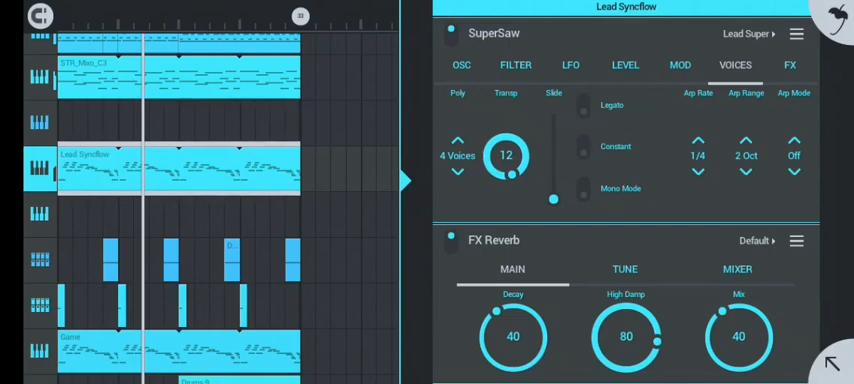 33
STR_Mixo_C3
Lead Syncflow
D...
Game
Drums 9
Lead Syncflow
SuperSaw
Lead Super
OSC FILTER LFO LEVEL MOD VOICES FX
Poly Transp Slide Arp Rate Arp Range Arp Mode
Legato
4 Voices 12 Constant 1/4 2 Oct Off
Mono Mode
FX Reverb
Default
MAIN TUNE MIXER
Decay High Damp Mix
40 80 40